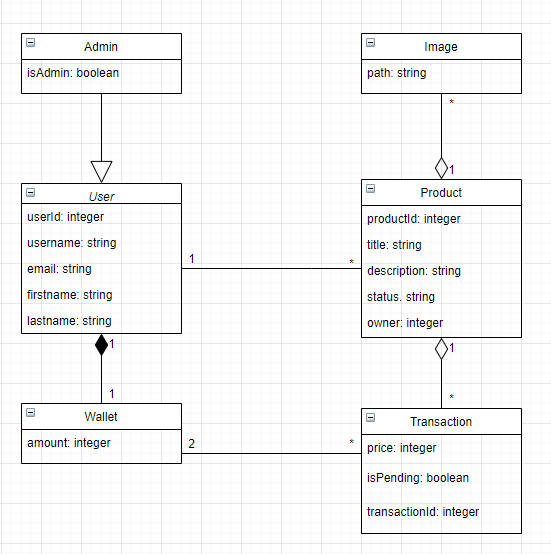 Admin
isAdmin: boolean
Image
path: string
*
1
User
userId: integer
username: string
email: string
firstname: string
lastname: string
1
*
Product
productId: integer
title: string
description: string
status. string
owner: integer
1
1
1
*
Wallet
amount: integer
2
*
Transaction
price: integer
isPending: boolean
transactionId: integer